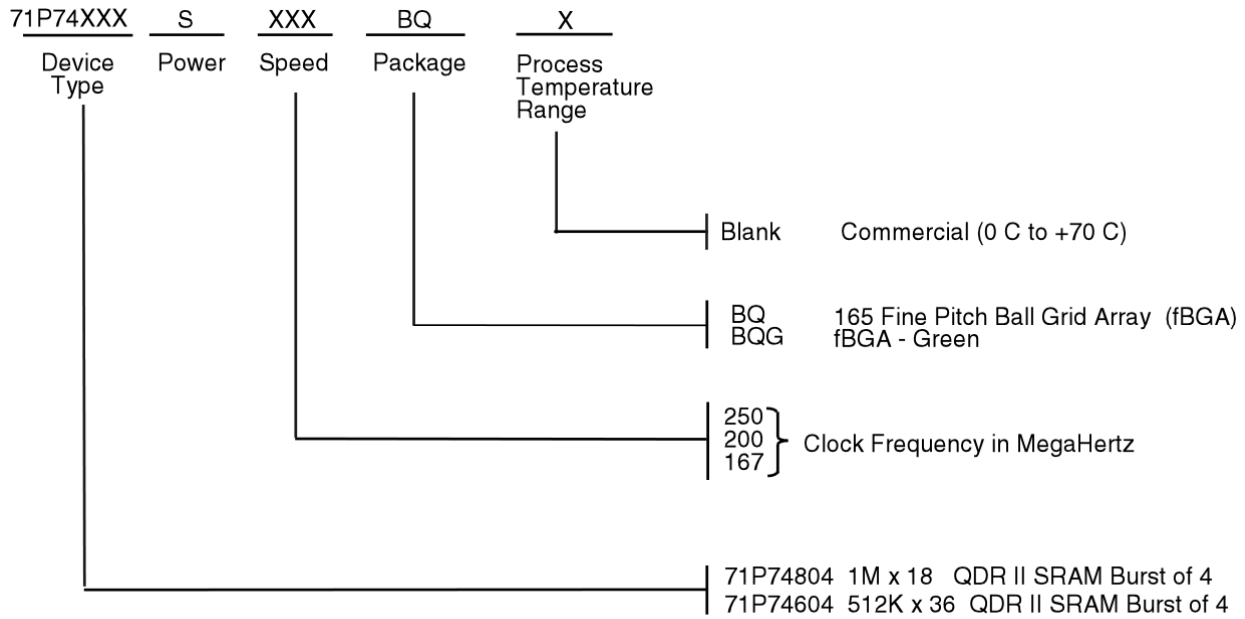 71P74XXX S XXX BQ X
Device Type Power Speed Package Process Temperature Range
Blank Commercial (0 C to +70 C)
BQ 165 Fine Pitch Ball Grid Array (fBGA)
BQG fBGA - Green
250
200
167
Clock Frequency in MegaHertz
71P74804 1M x 18 QDR II SRAM Burst of 4
71P74604 512K x 36 QDR II SRAM Burst of 4